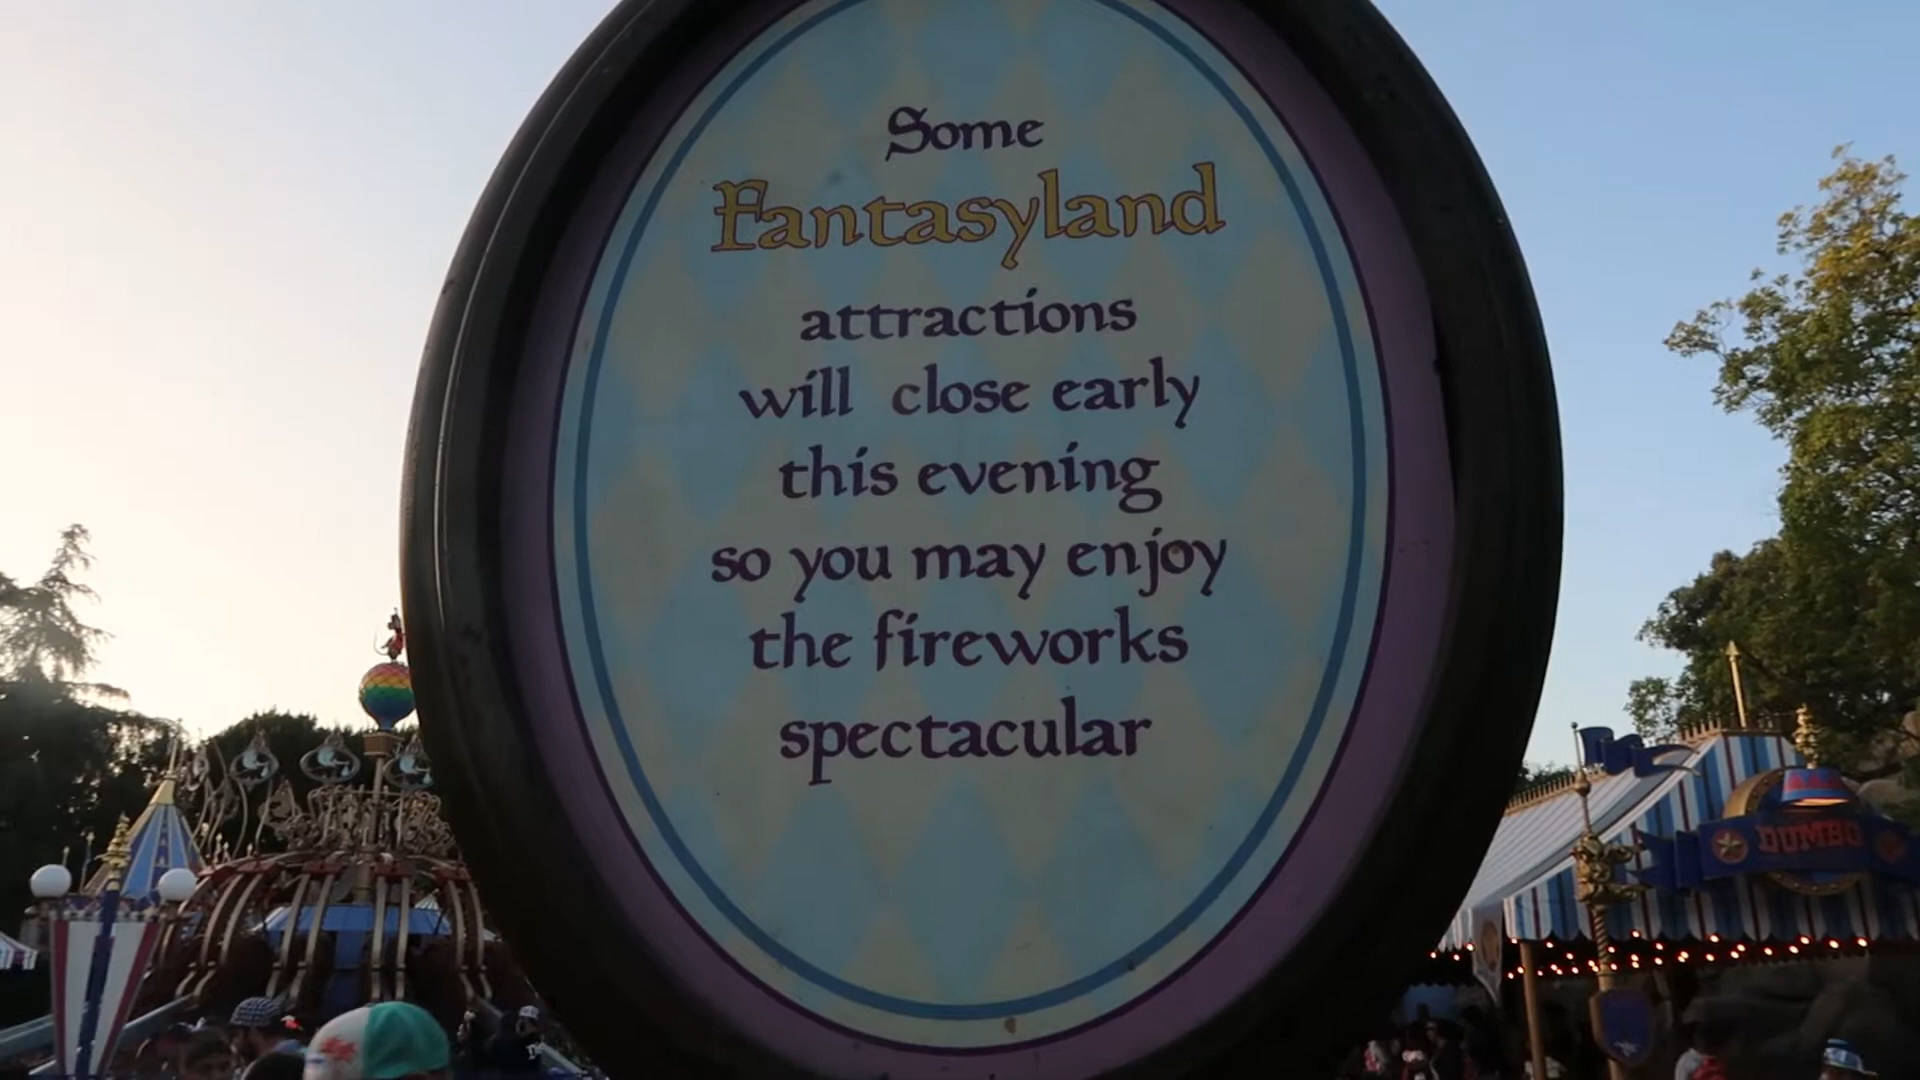 Some
Fantasyland
attractions
will close early
this evening
so you may enjoy
the fireworks
spectacular
DUMBO